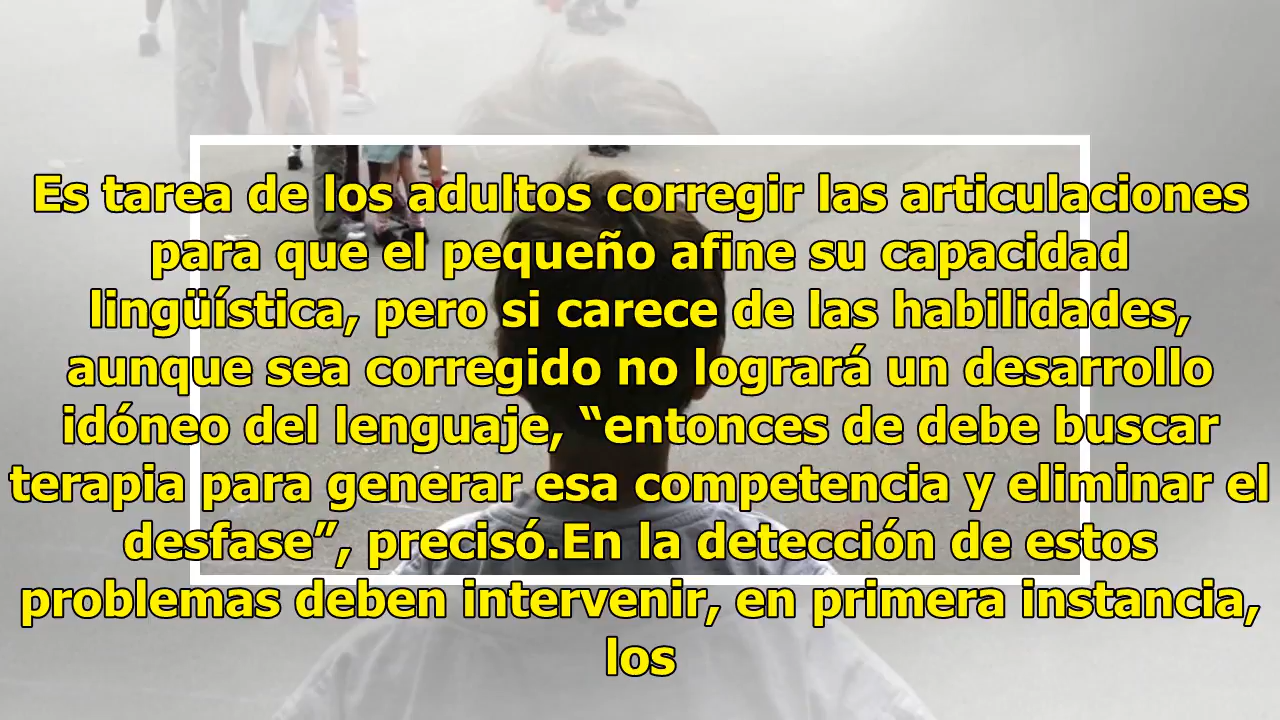 Es tarea de los adultos corregir las articulaciones
para que el pequeño afine su capacidad
lingüística, pero si carece de las habilidades,
aunque sea corregido no logrará un desarrollo
idóneo del lenguaje, “entonces de debe buscar
terapia para generar esa competencia y eliminar el
desfase”, precisó.En la detección de estos
problemas deben intervenir, en primera instancia,
los